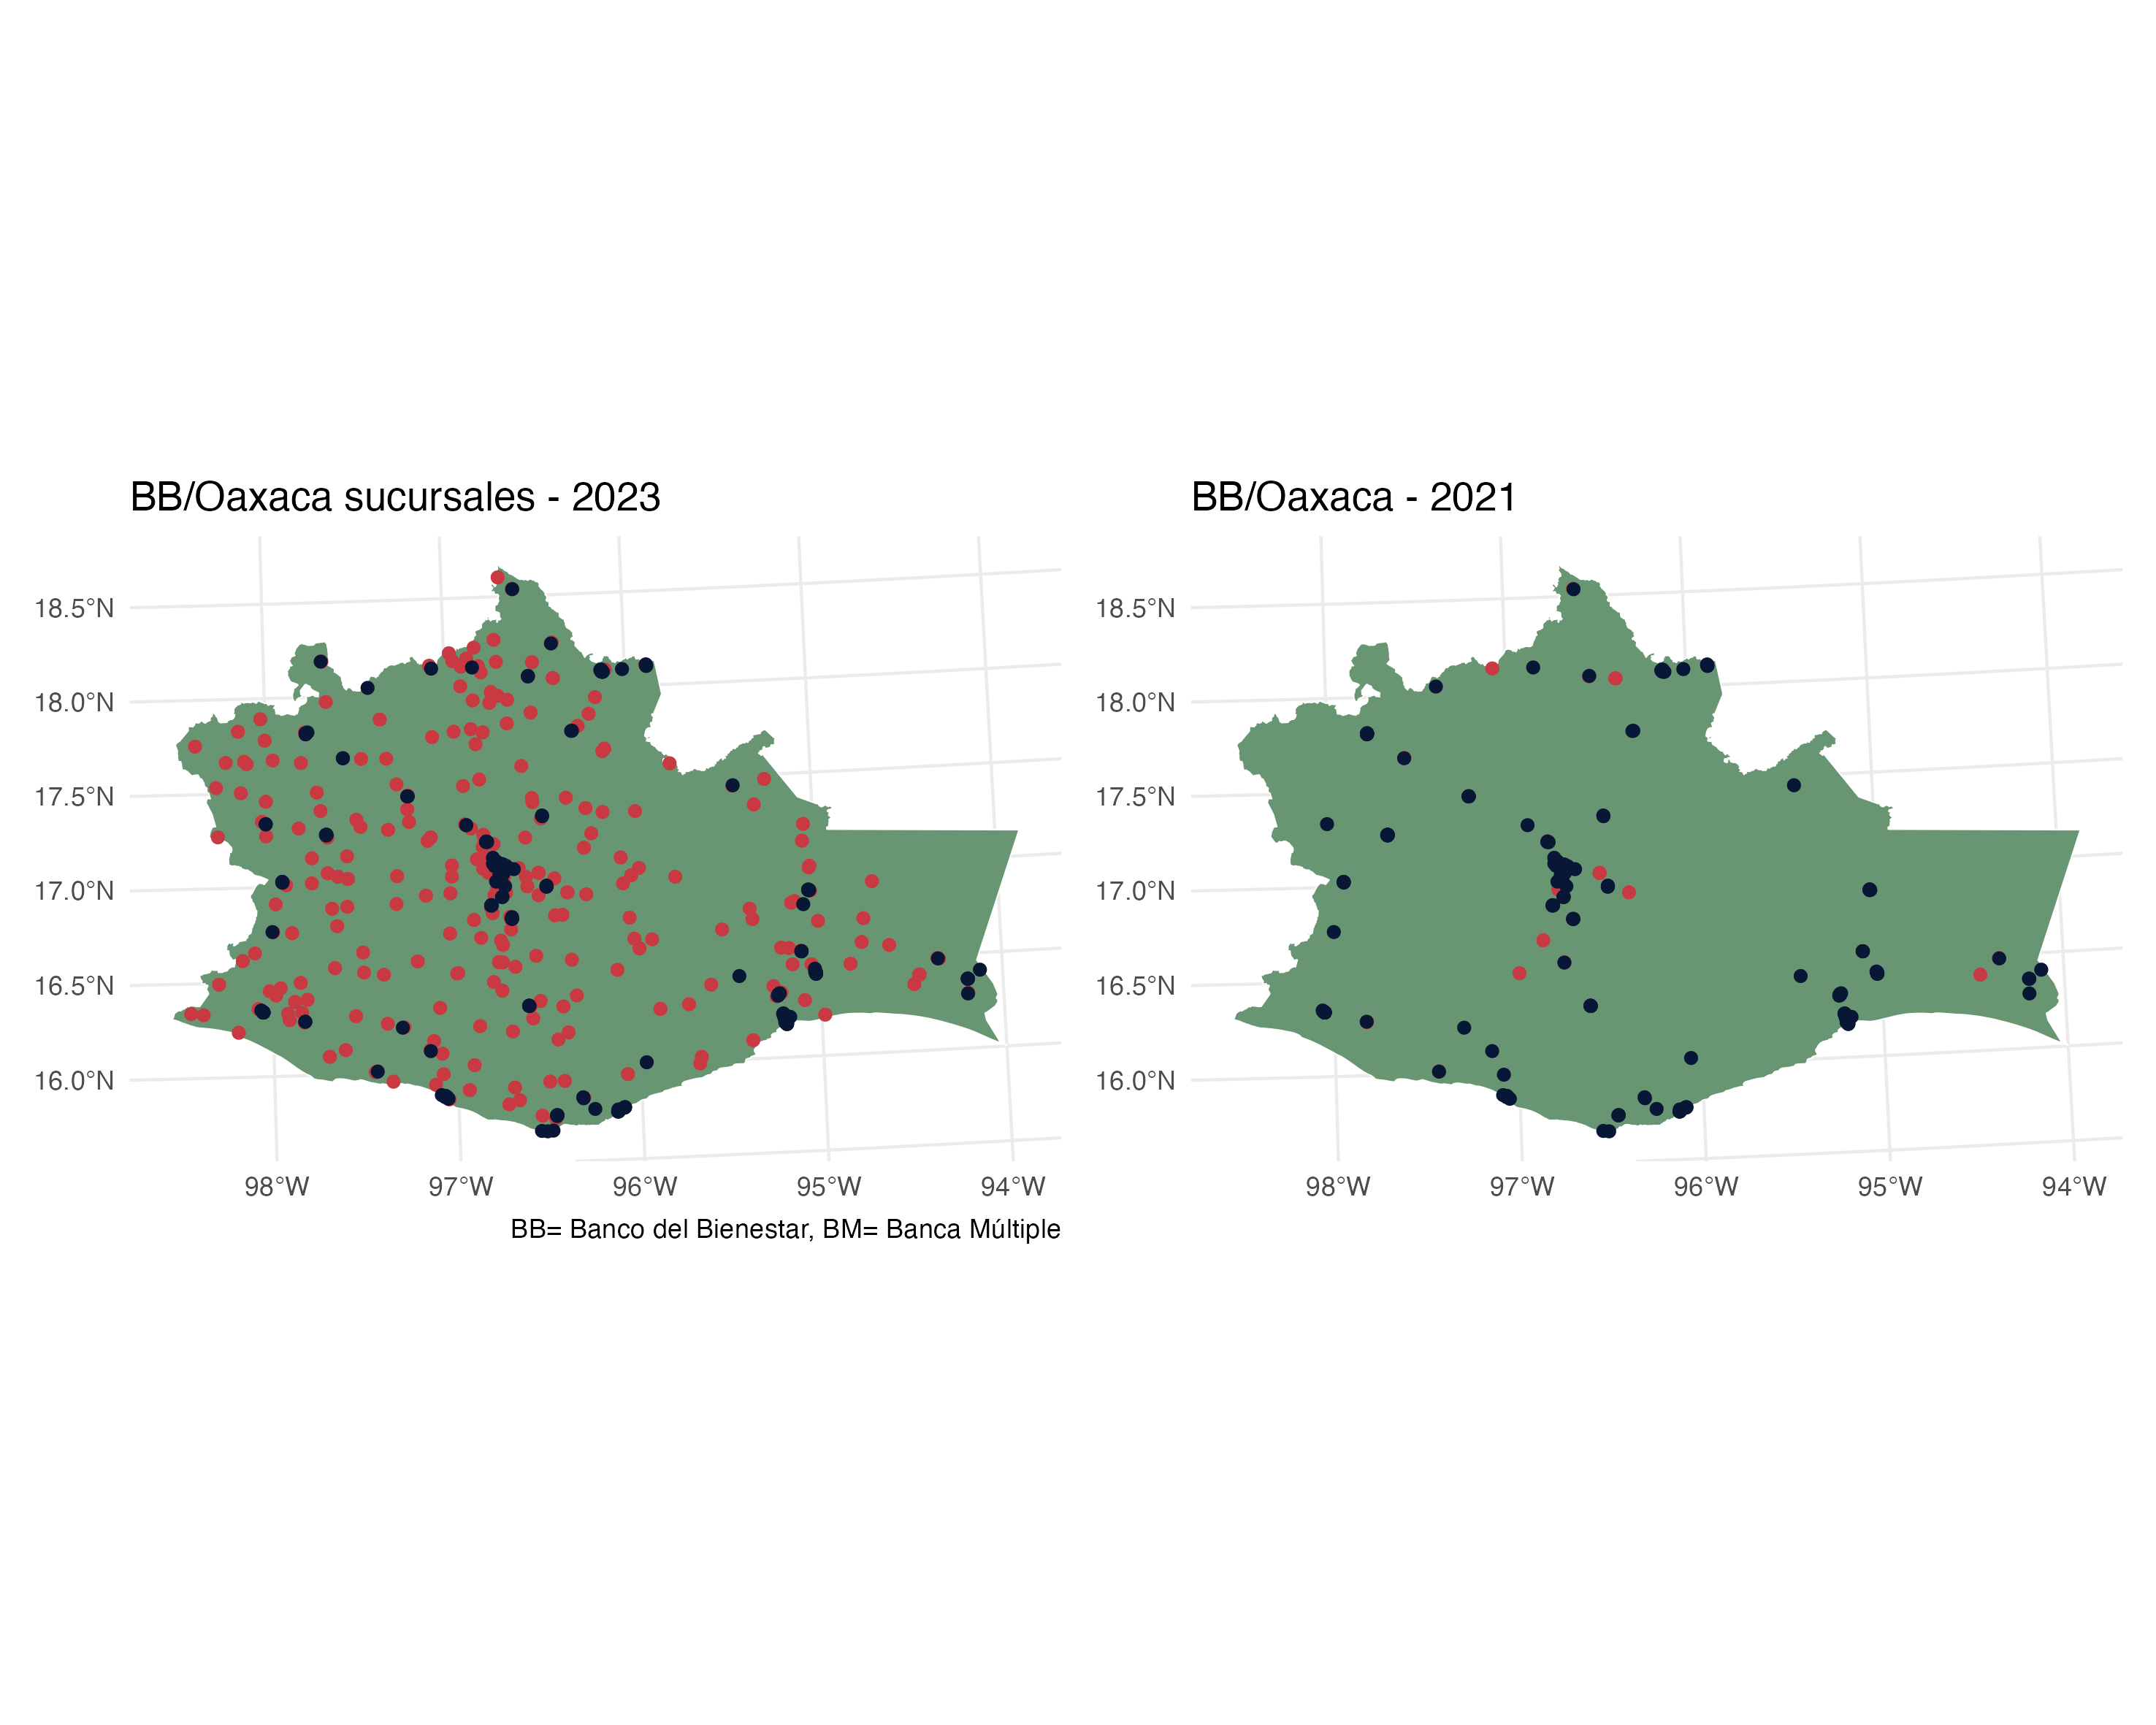 BB/Oaxaca sucursales - 2023
18.5°N
18.0°N
17.5°N
17.0°N
16.5°N
16.0°N
98°W 97°W 96°W 95°W 94°W
BB= Banco del Bienestar, BM= Banca Múltiple
BB/Oaxaca - 2021
18.5°N
18.0°N
17.5°N
17.0°N
16.5°N
16.0°N
98°W 97°W 96°W 95°W 94°W